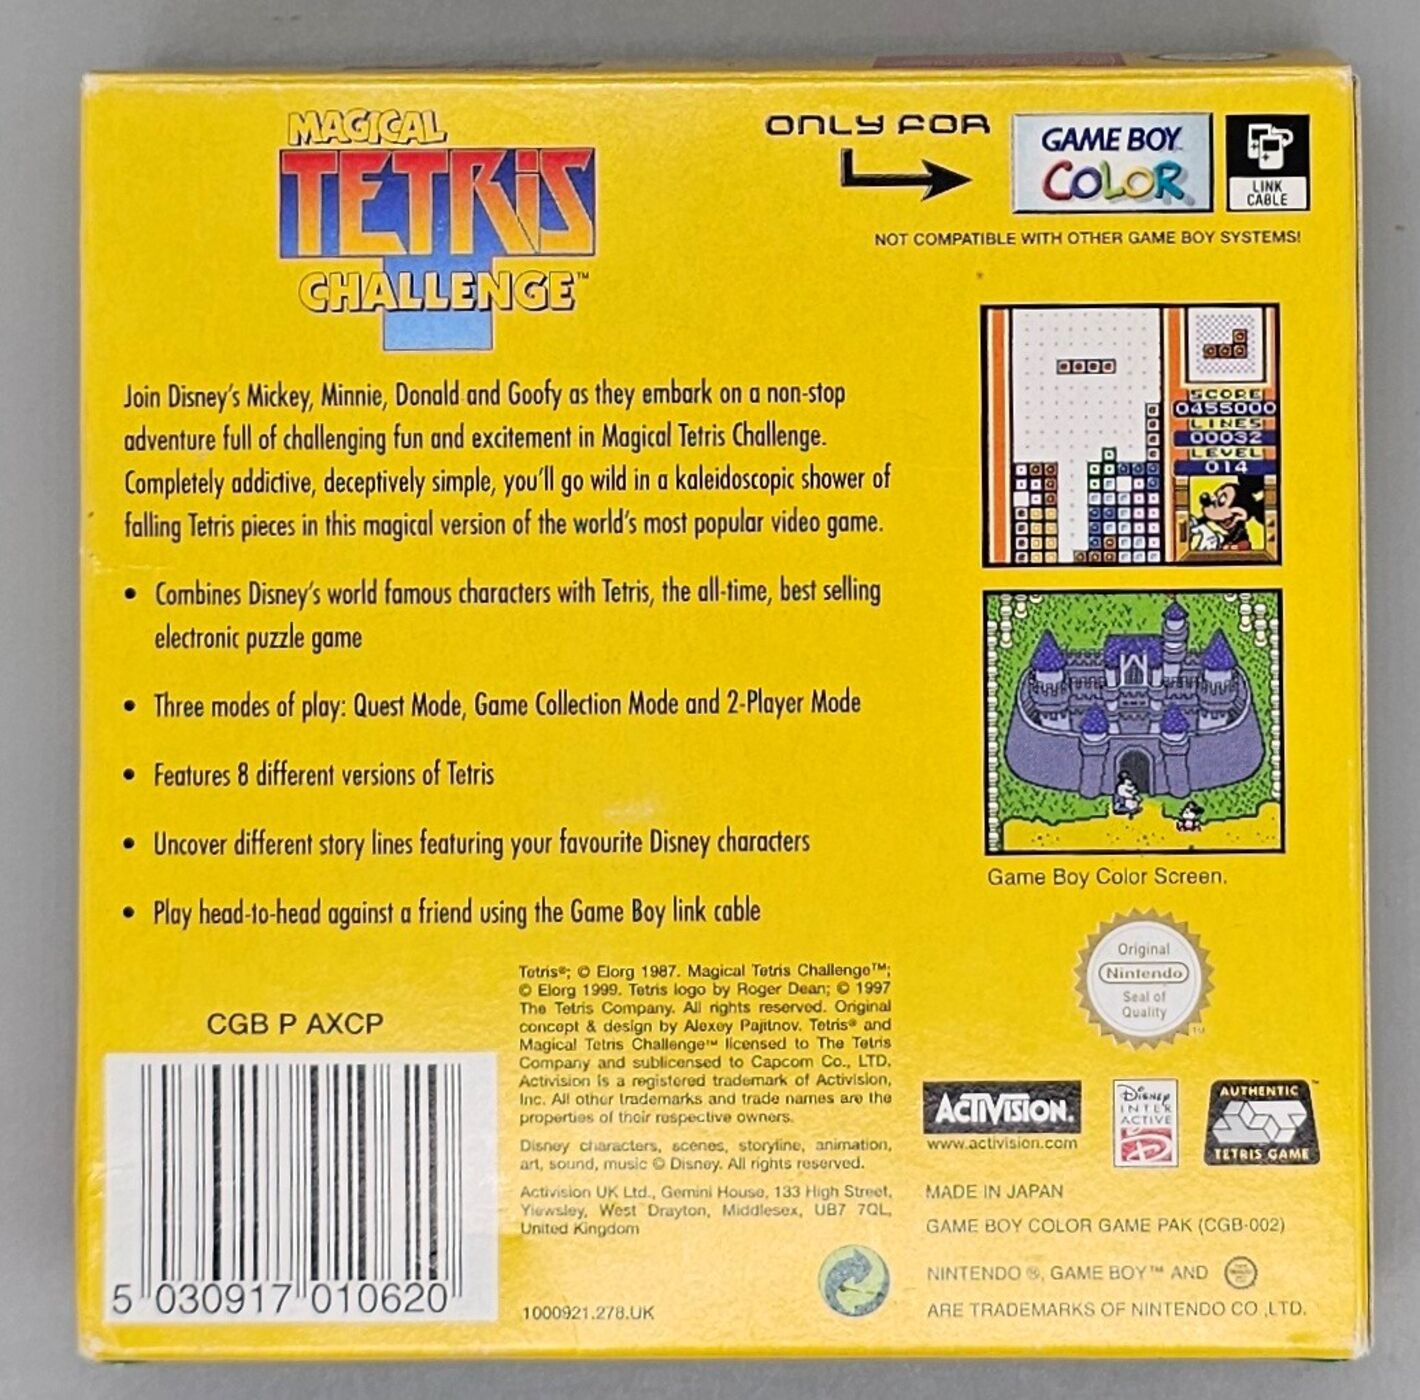 MAGICAL
TETRIS
CHALLENGE™
ONLY FOR
GAME BOY
COLOR
LINK
CABLE
NOT COMPATIBLE WITH OTHER GAME BOY SYSTEMS!
Join Disney's Mickey, Minnie, Donald and Goofy as they embark on a non-stop
adventure full of challenging fun and excitement in Magical Tetris Challenge.
Completely addictive, deceptively simple, you'll go wild in a kaleidoscopic shower of
falling Tetris pieces in this magical version of the world's most popular video game.
• Combines Disney's world famous characters with Tetris, the all-time, best selling
electronic puzzle game
• Three modes of play: Quest Mode, Game Collection Mode and 2-Player Mode
• Features 8 different versions of Tetris
• Uncover different story lines featuring your favourite Disney characters
• Play head-to-head against a friend using the Game Boy link cable
SCORE
0455000
LINES
00032
LEVEL
014
Game Boy Color Screen.
Original
Nintendo
Seal of
Quality
TM
CGB P AXCP
5 030917 010620
Tetris®; © Elorg 1987. Magical Tetris Challenge™;
© Elorg 1999. Tetris logo by Roger Dean; © 1997
The Tetris Company. All rights reserved. Original
concept & design by Alexey Pajitnov. Tetris® and
Magical Tetris Challenge™ licensed to The Tetris
Company and sublicensed to Capcom Co., LTD.
Activision is a registered trademark of Activision,
Inc. All other trademarks and trade names are the
properties of their respective owners.
Disney characters, scenes, storyline, animation,
art, sound, music © Disney. All rights reserved.
Activision UK Ltd., Gemini House, 133 High Street,
Yiewsley, West Drayton, Middlesex, UB7 7QL,
United Kingdom
1000921.278.UK
ACTIVISION.
www.activision.com
Disney
INTER
ACTIVE
D
AUTHENTIC ™
TETRIS GAME
MADE IN JAPAN
GAME BOY COLOR GAME PAK (CGB-002)
NINTENDO ®, GAME BOY™ AND
ARE TRADEMARKS OF NINTENDO CO ,LTD.